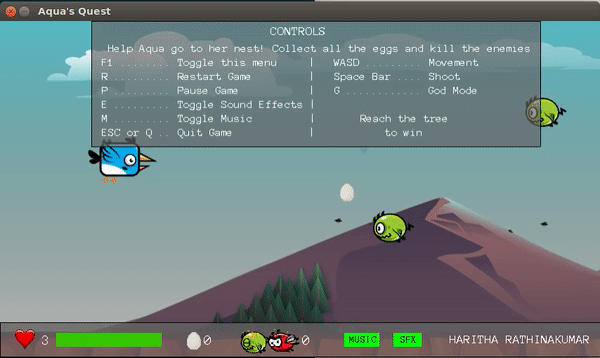 Aqua's Quest
CONTROLS
Help Aqua go to her nest! Collect all the eggs and kill the enemies
F1 ........ Toggle this menu | WASD ......... Movement
R ......... Restart Game | Space Bar .... Shoot
P ......... Pause Game | G ............ God Mode
E ......... Toggle Sound Effects |
M ......... Toggle Music | Reach the tree
ESC or Q .. Quit Game | to win
3 0 0 MUSIC SFX HARITHA RATHINAKUMAR